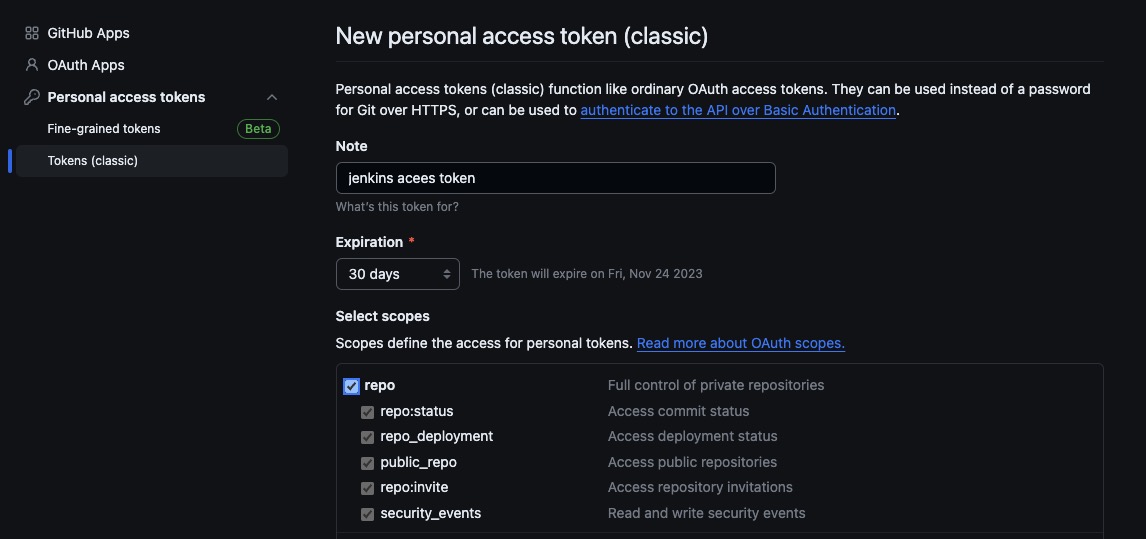 GitHub Apps
OAuth Apps
Personal access tokens
Fine-grained tokens Beta
Tokens (classic)
New personal access token (classic)
Personal access tokens (classic) function like ordinary OAuth access tokens. They can be used instead of a password
for Git over HTTPS, or can be used to authenticate to the API over Basic Authentication.
Note
jenkins acees token
What's this token for?
Expiration *
30 days The token will expire on Fri, Nov 24 2023
Select scopes
Scopes define the access for personal tokens. Read more about OAuth scopes.
repo Full control of private repositories
repo:status Access commit status
repo_deployment Access deployment status
public_repo Access public repositories
repo:invite Access repository invitations
security_events Read and write security events